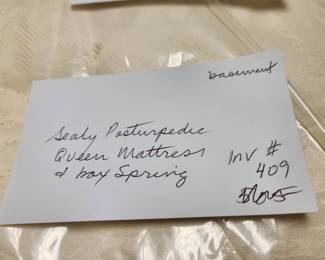 basement
Sealy Posturpedic
Queen Mattress
& box Spring
Inv #
409